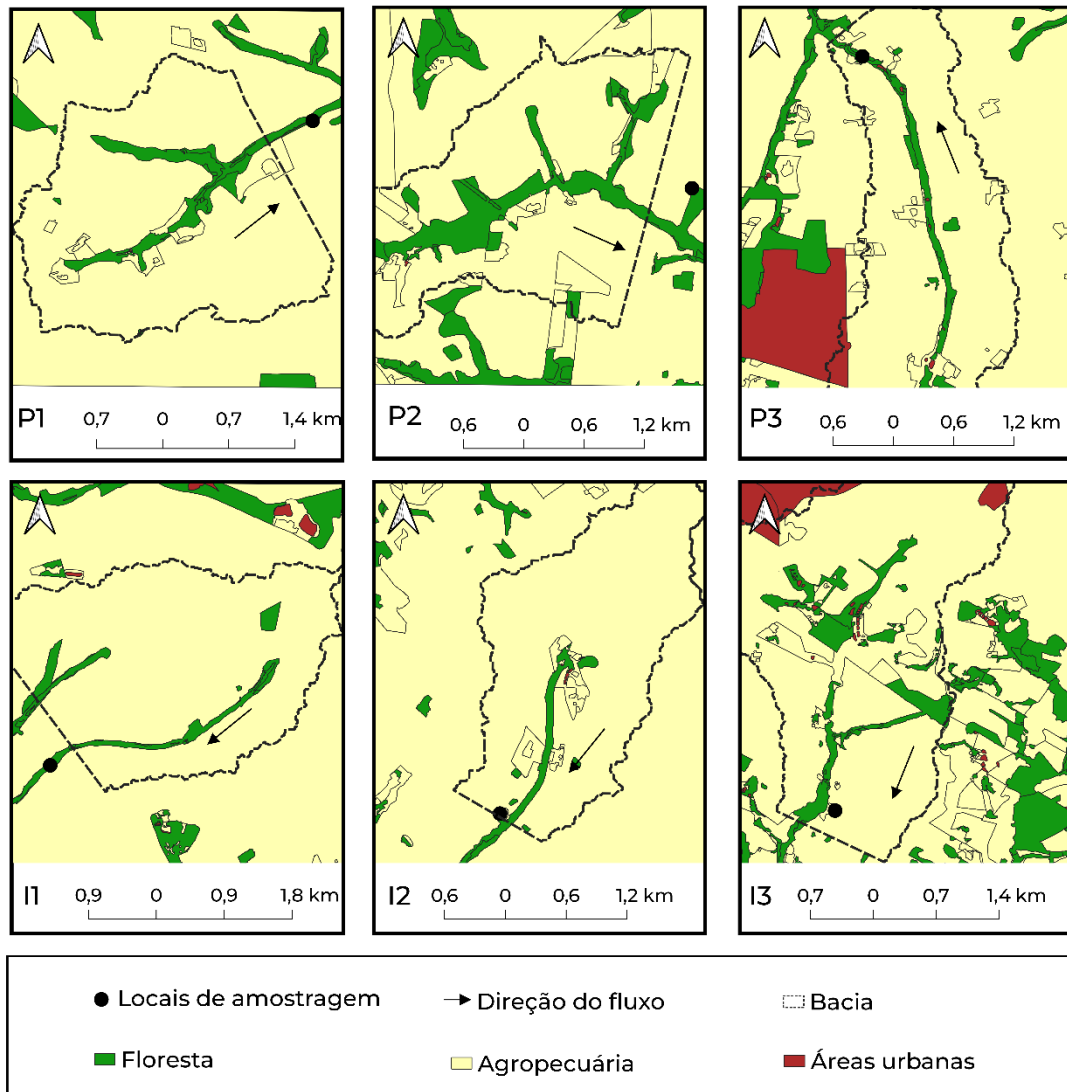 P1
0,7 0 0,7 1,4 km
P2
0,6 0 0,6 1,2 km
P3
0,6 0 0,6 1,2 km
I1
0,9 0 0,9 1,8 km
I2
0,6 0 0,6 1,2 km
I3
0,7 0 0,7 1,4 km
Locais de amostragem Direção do fluxo Bacia
Floresta Agropecuária Áreas urbanas